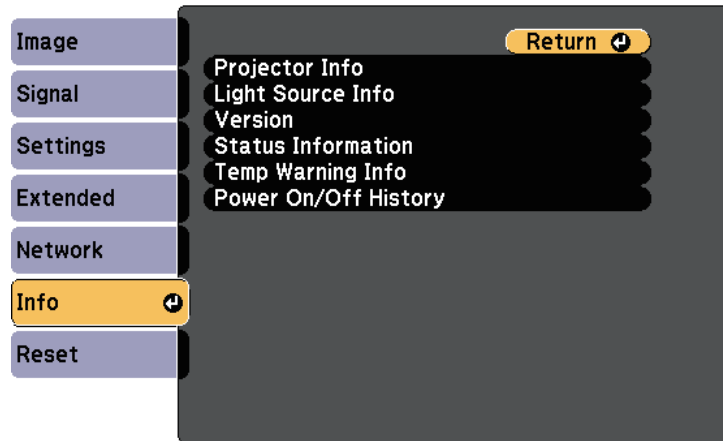 Image
Signal
Settings
Extended
Network
Info
Reset
Return
Projector Info
Light Source Info
Version
Status Information
Temp Warning Info
Power On/Off History